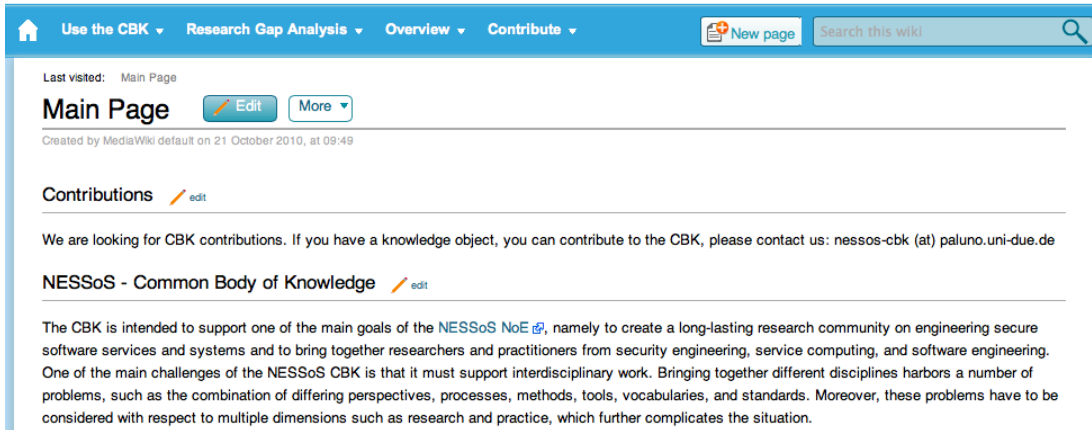 Use the CBK Research Gap Analysis Overview Contribute New page Search this wiki
Last visited: Main Page
Main Page Edit More
Created by MediaWiki default on 21 October 2010, at 09:49
Contributions edit
We are looking for CBK contributions. If you have a knowledge object, you can contribute to the CBK, please contact us: nessos-cbk (at) paluno.uni-due.de
NESSoS - Common Body of Knowledge edit
The CBK is intended to support one of the main goals of the NESSoS NoE, namely to create a long-lasting research community on engineering secure
software services and systems and to bring together researchers and practitioners from security engineering, service computing, and software engineering.
One of the main challenges of the NESSoS CBK is that it must support interdisciplinary work. Bringing together different disciplines harbors a number of
problems, such as the combination of differing perspectives, processes, methods, tools, vocabularies, and standards. Moreover, these problems have to be
considered with respect to multiple dimensions such as research and practice, which further complicates the situation.